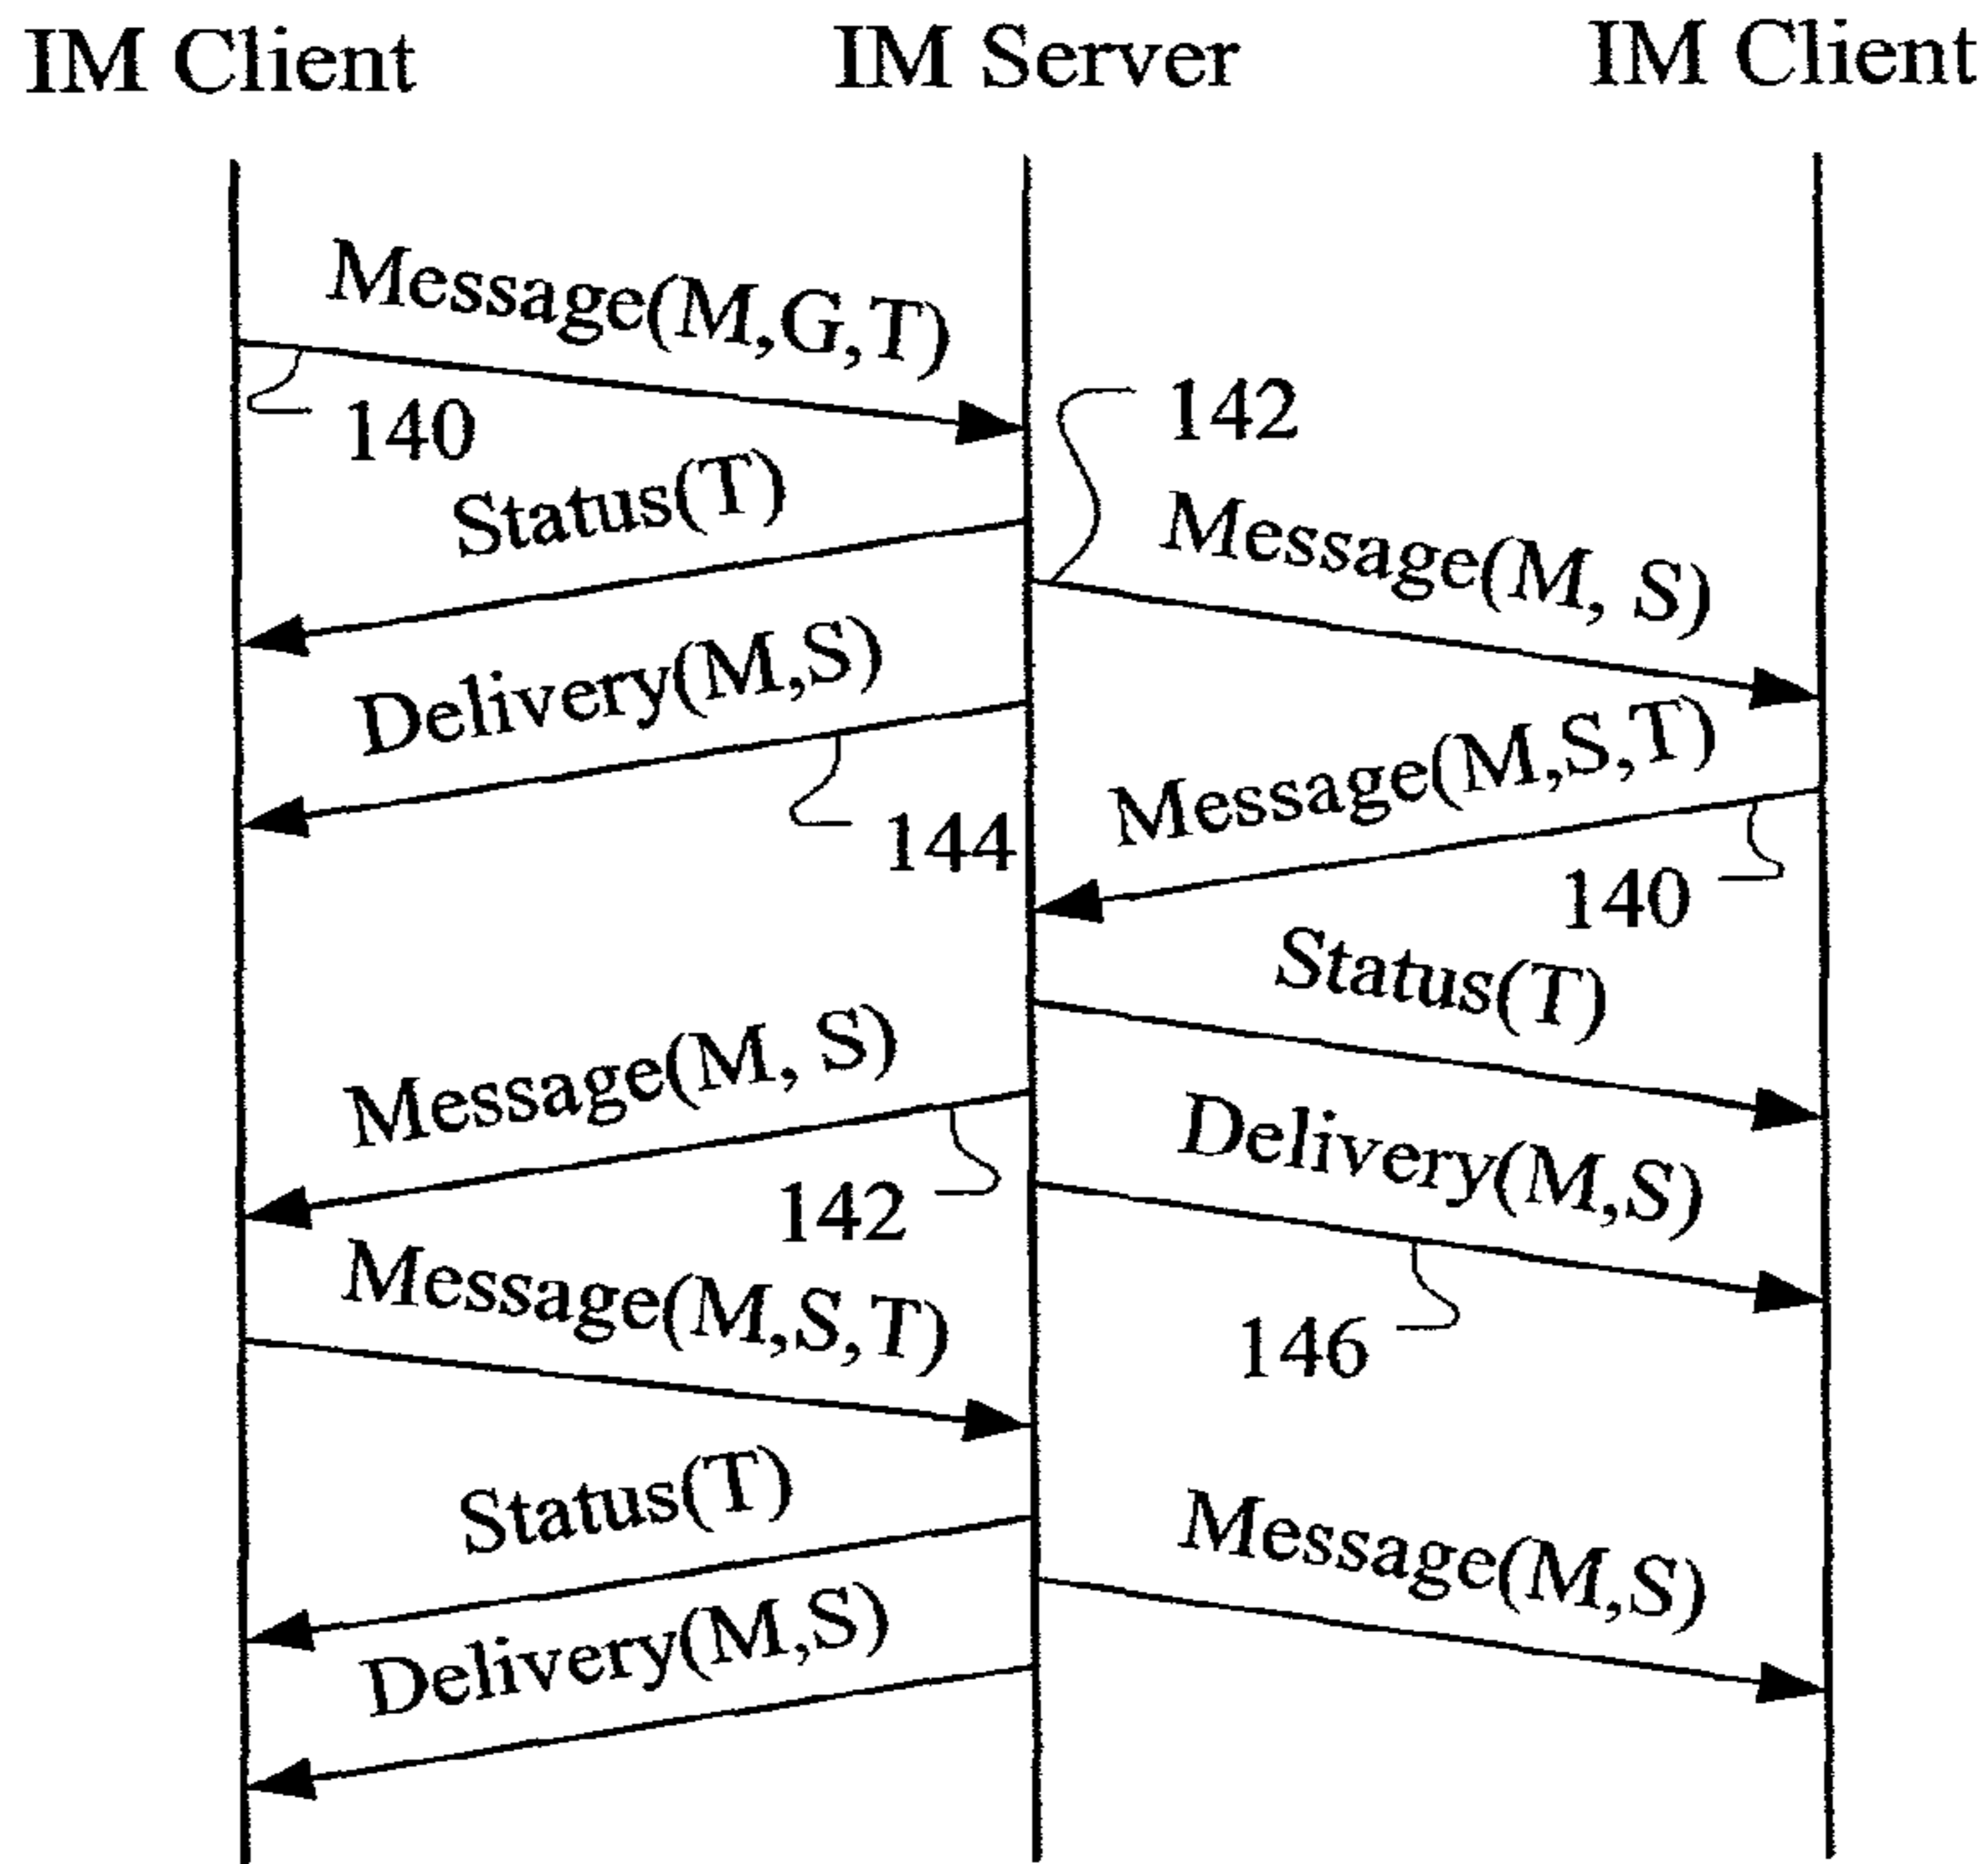 IM Client IM Server IM Client
Message(M,G,T)
140
142
Status(T)
Message(M, S)
Delivery(M,S)
144
Message(M,S,T)
140
Status(T)
Message(M, S)
142
Delivery(M,S)
146
Message(M,S,T)
Status(T)
Message(M,S)
Delivery(M,S)